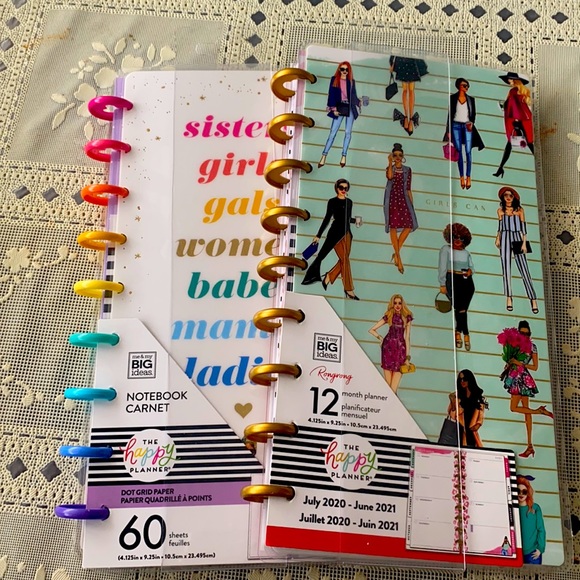 sister
girl
gals
wome
babe
mama
ladi
me & my
BIG
ideas
NOTEBOOK
CARNET
THE
happy
PLANNER®
DOT GRID PAPER
PAPIER QUADRILLÉ À POINTS
60 sheets
feuilles
(4.125in x 9.25in • 10.5cm x 23.495cm)
GIRLS CAN
me & my
BIG
ideas
Rongrong
12 month planner
planificateur
mensuel
4.125in x 9.25in • 10.5cm x 23.495cm
THE
happy
PLANNER®
July 2020 - June 2021
Juillet 2020 - Juin 2021